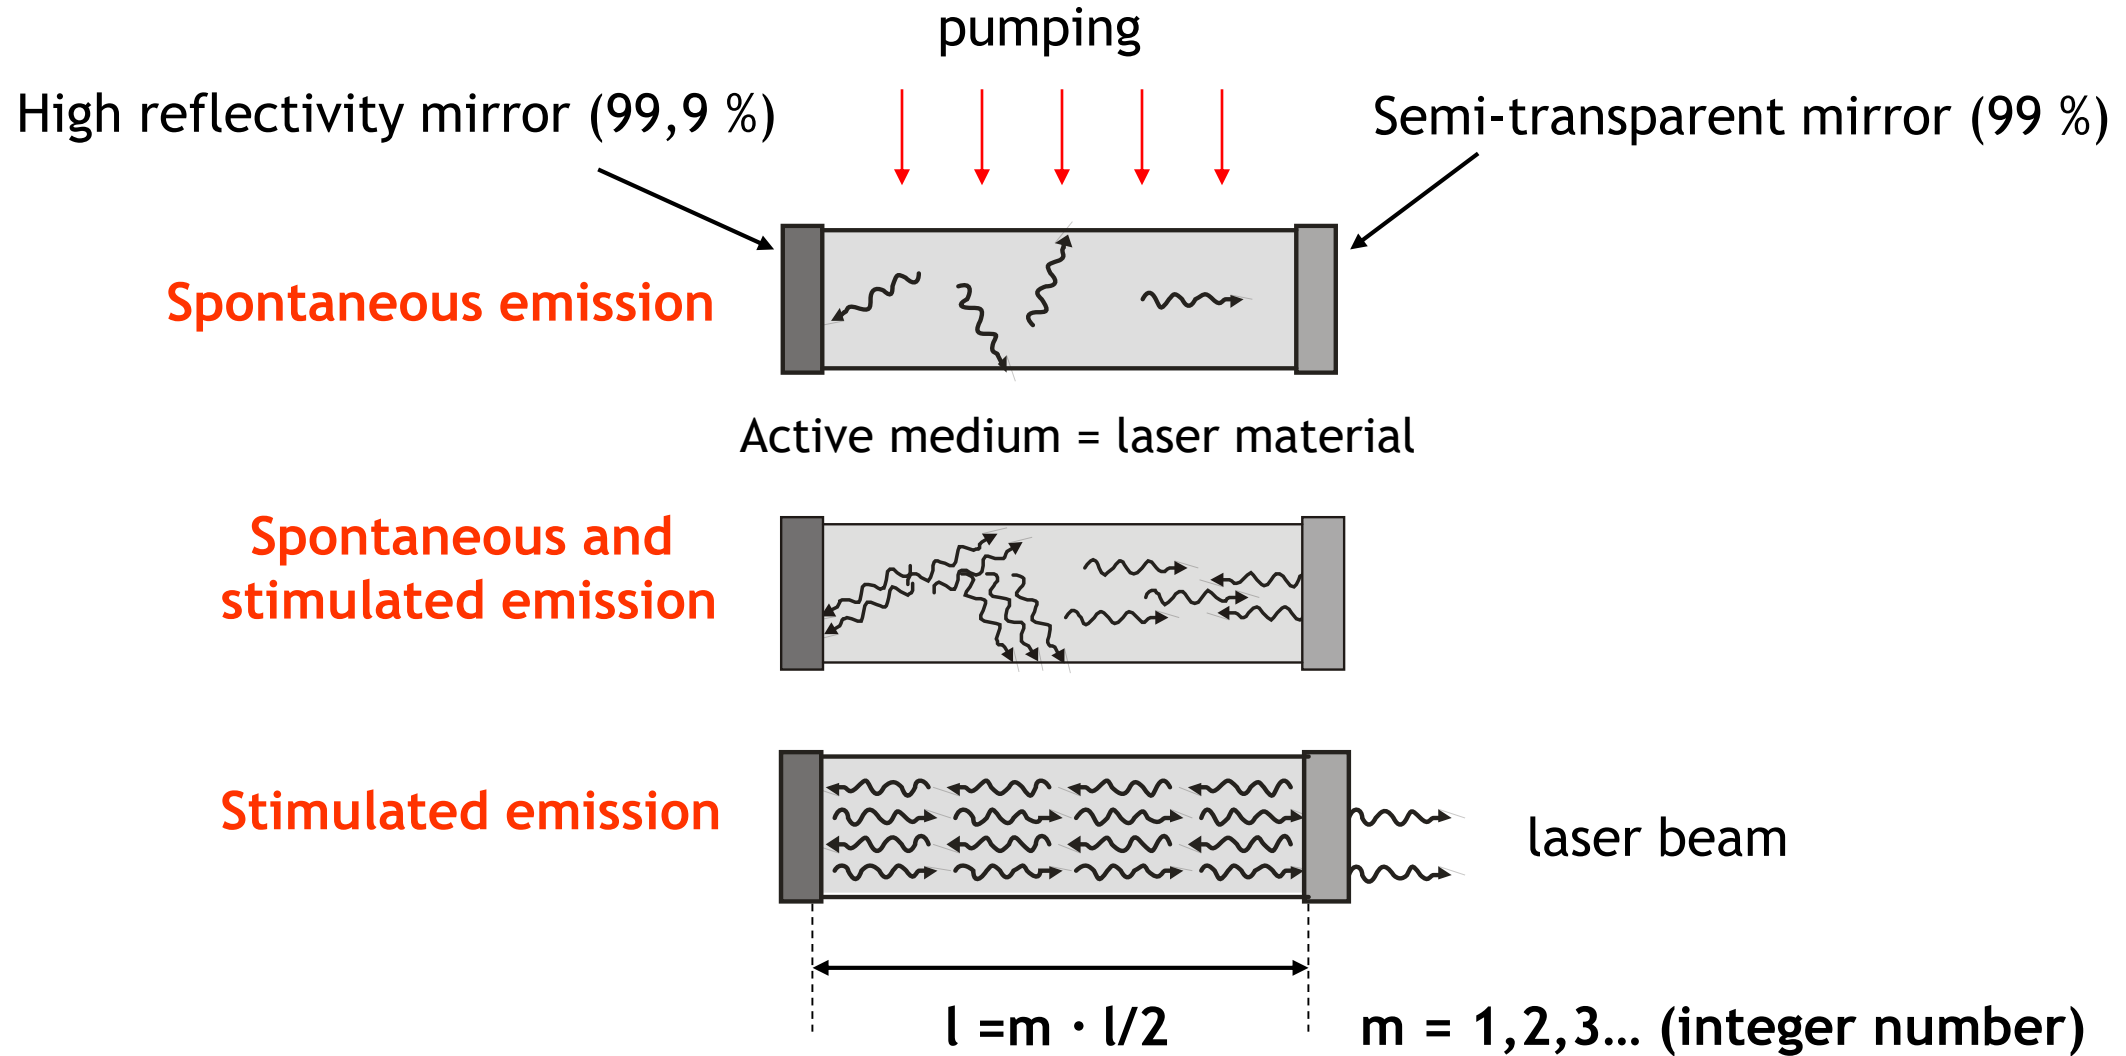 pumping
High reflectivity mirror (99,9 %)
Semi-transparent mirror (99 %)
Spontaneous emission
Active medium = laser material
Spontaneous and
stimulated emission
Stimulated emission
laser beam
l =m · l/2
m = 1,2,3… (integer number)